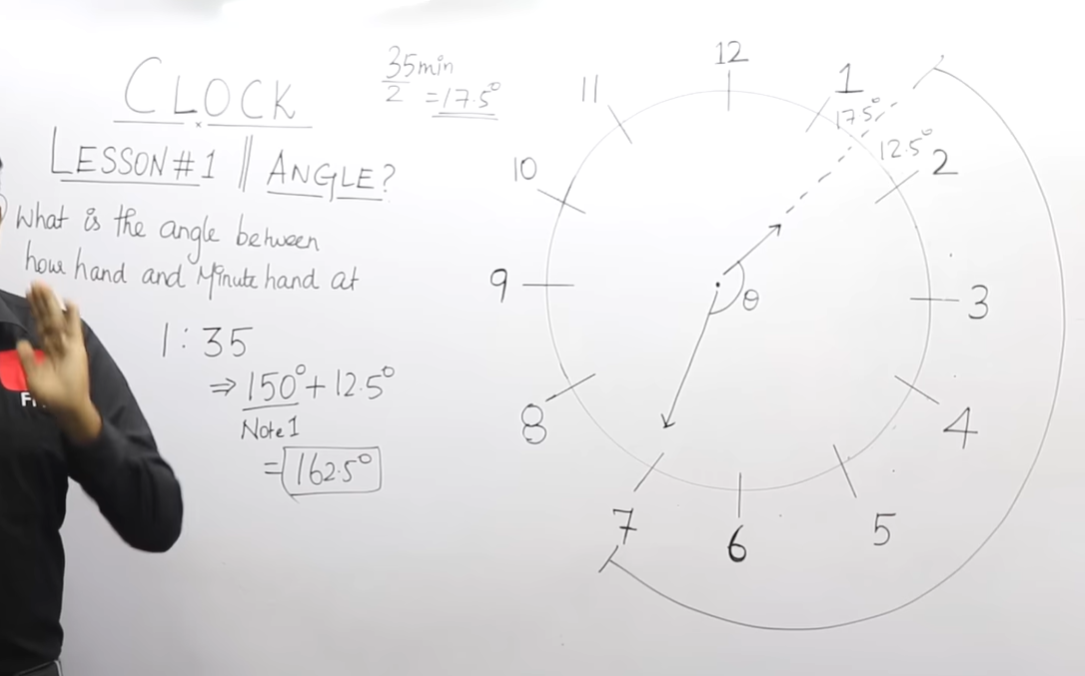 CLOCK
LESSON#1 || ANGLE?
What is the angle between
hour hand and Minute hand at
1:35
⇒ 150° + 12.5°
Note 1
= 162.5°
35 min
2
= 17.5°
12
1
17.5°
12.5°
2
3
4
5
6
7
8
9
10
11
θ